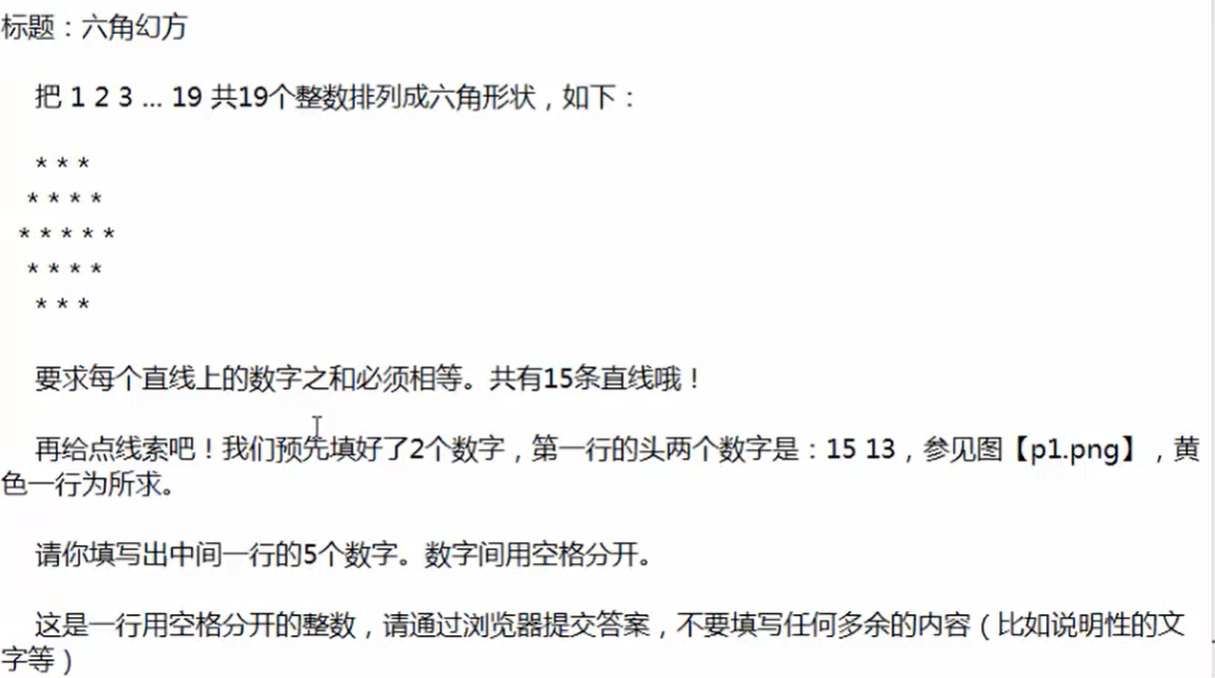 标题：六角幻方
把 1 2 3 ... 19 共19个整数排列成六角形状，如下：
* * *
* * * *
* * * * *
* * * *
* * *
要求每个直线上的数字之和必须相等。共有15条直线哦！
再给点线索吧！我们预先填好了2个数字，第一行的头两个数字是：15 13，参见图【p1.png】，黄
色一行为所求。
请你填写出中间一行的5个数字。数字间用空格分开。
这是一行用空格分开的整数，请通过浏览器提交答案，不要填写任何多余的内容（比如说明性的文
字等）